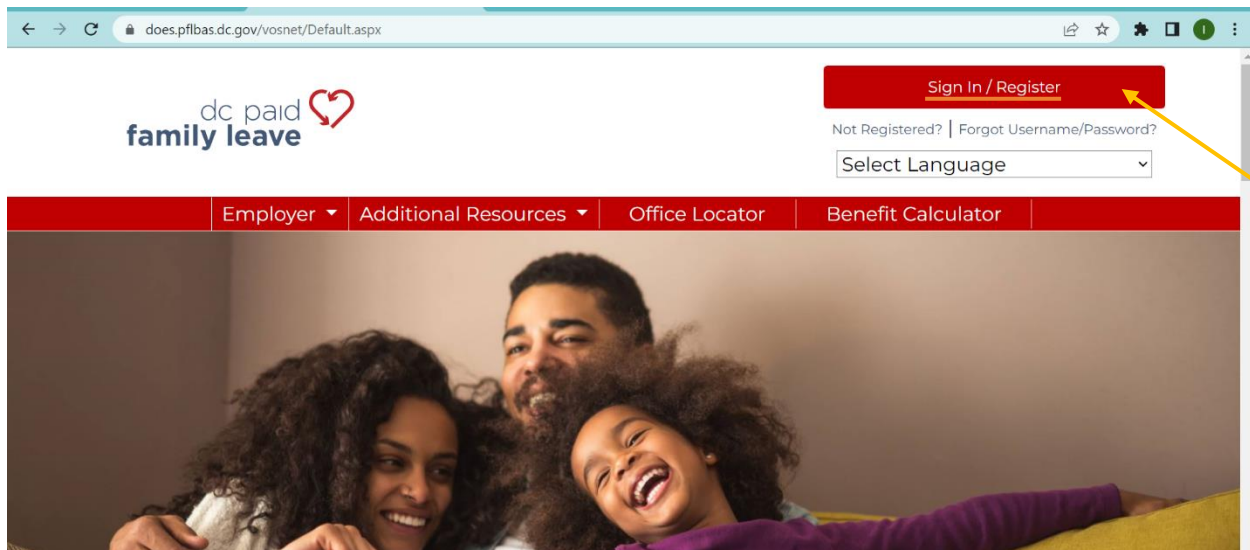 does.pflbas.dc.gov/vosnet/Default.aspx
I
Sign In / Register
dc paid
family leave
Not Registered? | Forgot Username/Password?
Select Language
Employer Additional Resources Office Locator Benefit Calculator